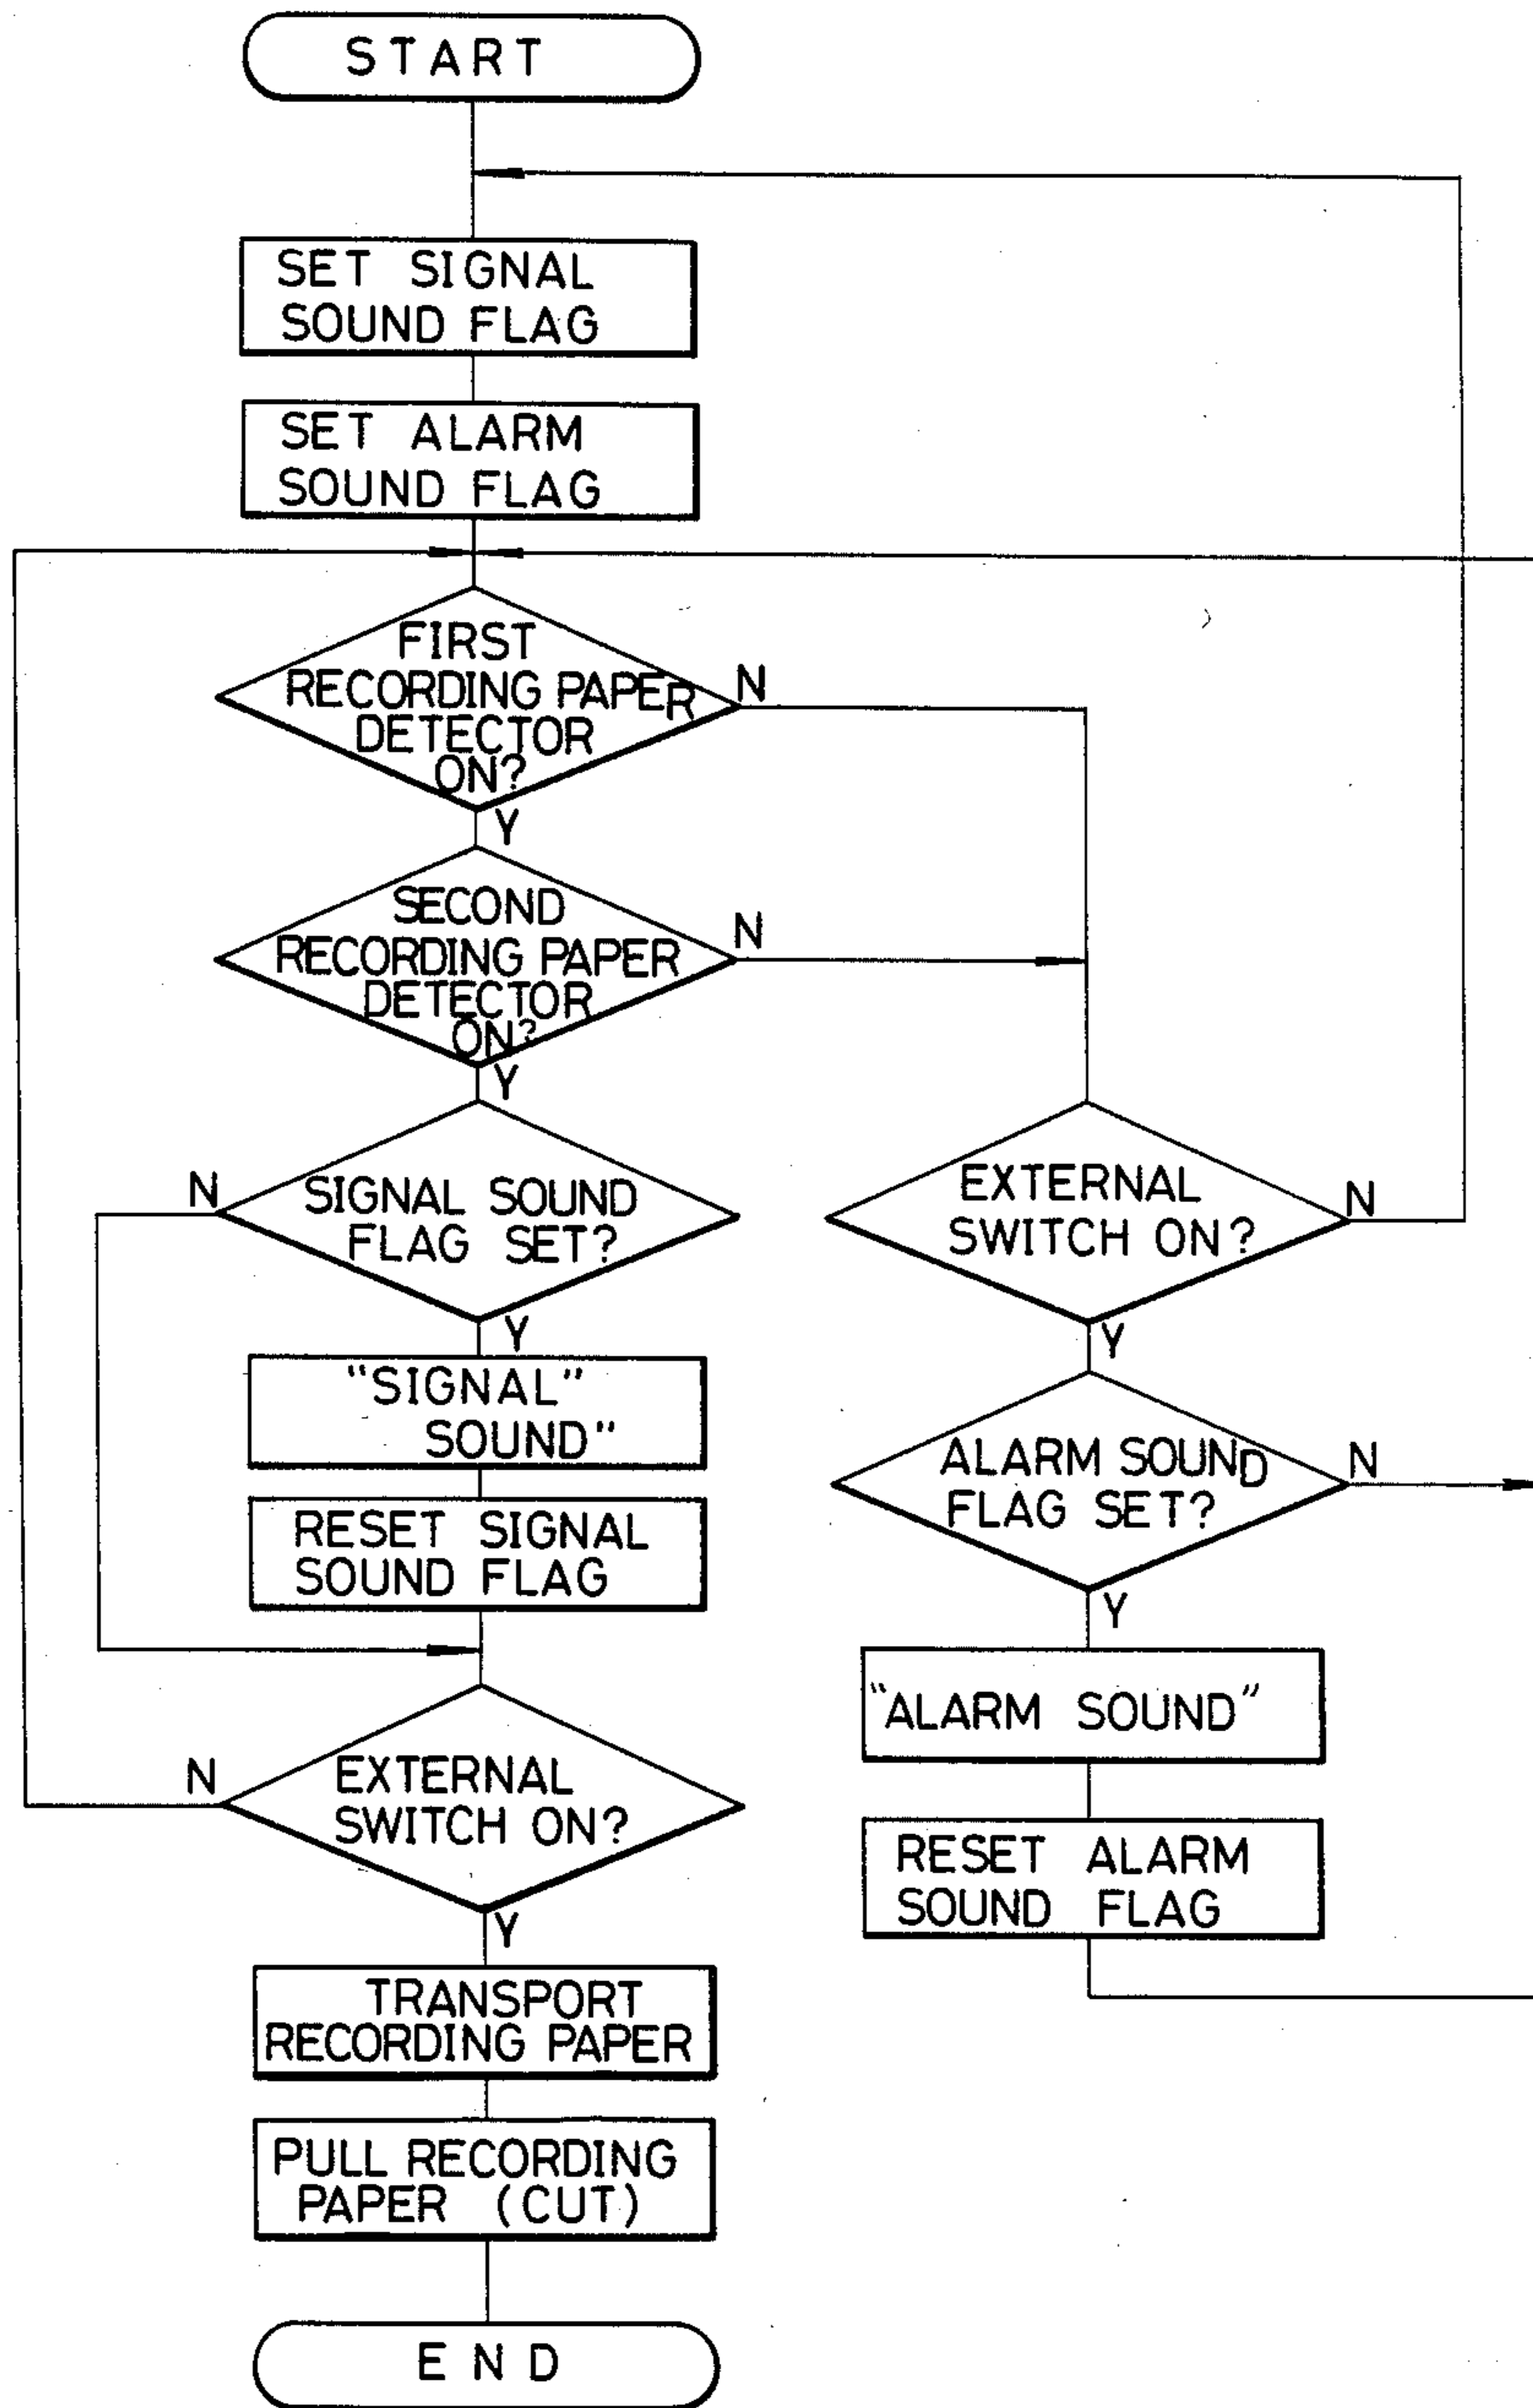 START
SET SIGNAL
SOUND FLAG
SET ALARM
SOUND FLAG
FIRST
RECORDING PAPER
DETECTOR
ON?
N
Y
SECOND
RECORDING PAPER
DETECTOR
ON?
N
Y
SIGNAL SOUND
FLAG SET?
N
Y
"SIGNAL"
SOUND"
RESET SIGNAL
SOUND FLAG
EXTERNAL
SWITCH ON?
N
Y
TRANSPORT
RECORDING PAPER
PULL RECORDING
PAPER (CUT)
END
EXTERNAL
SWITCH ON?
N
Y
ALARM SOUND
FLAG SET?
N
Y
"ALARM SOUND"
RESET ALARM
SOUND FLAG